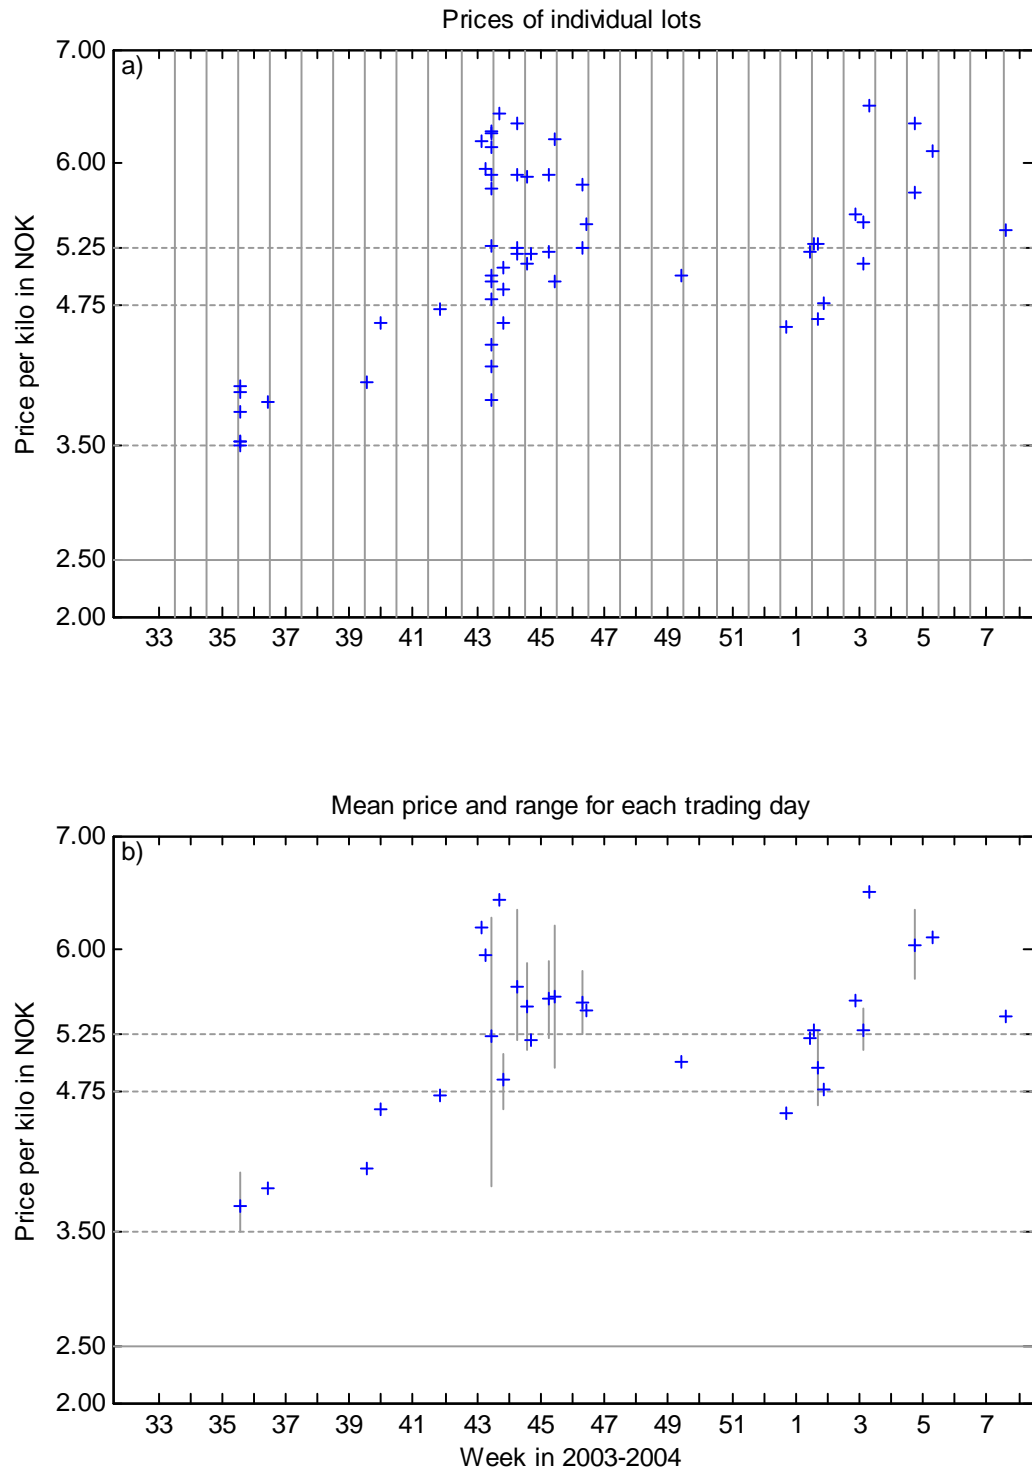 Prices of individual lots
a)
7.00
6.00
5.25
4.75
3.50
2.50
2.00
Price per kilo in NOK
33 35 37 39 41 43 45 47 49 51 1 3 5 7
Mean price and range for each trading day
b)
7.00
6.00
5.25
4.75
3.50
2.50
2.00
Price per kilo in NOK
33 35 37 39 41 43 45 47 49 51 1 3 5 7
Week in 2003-2004